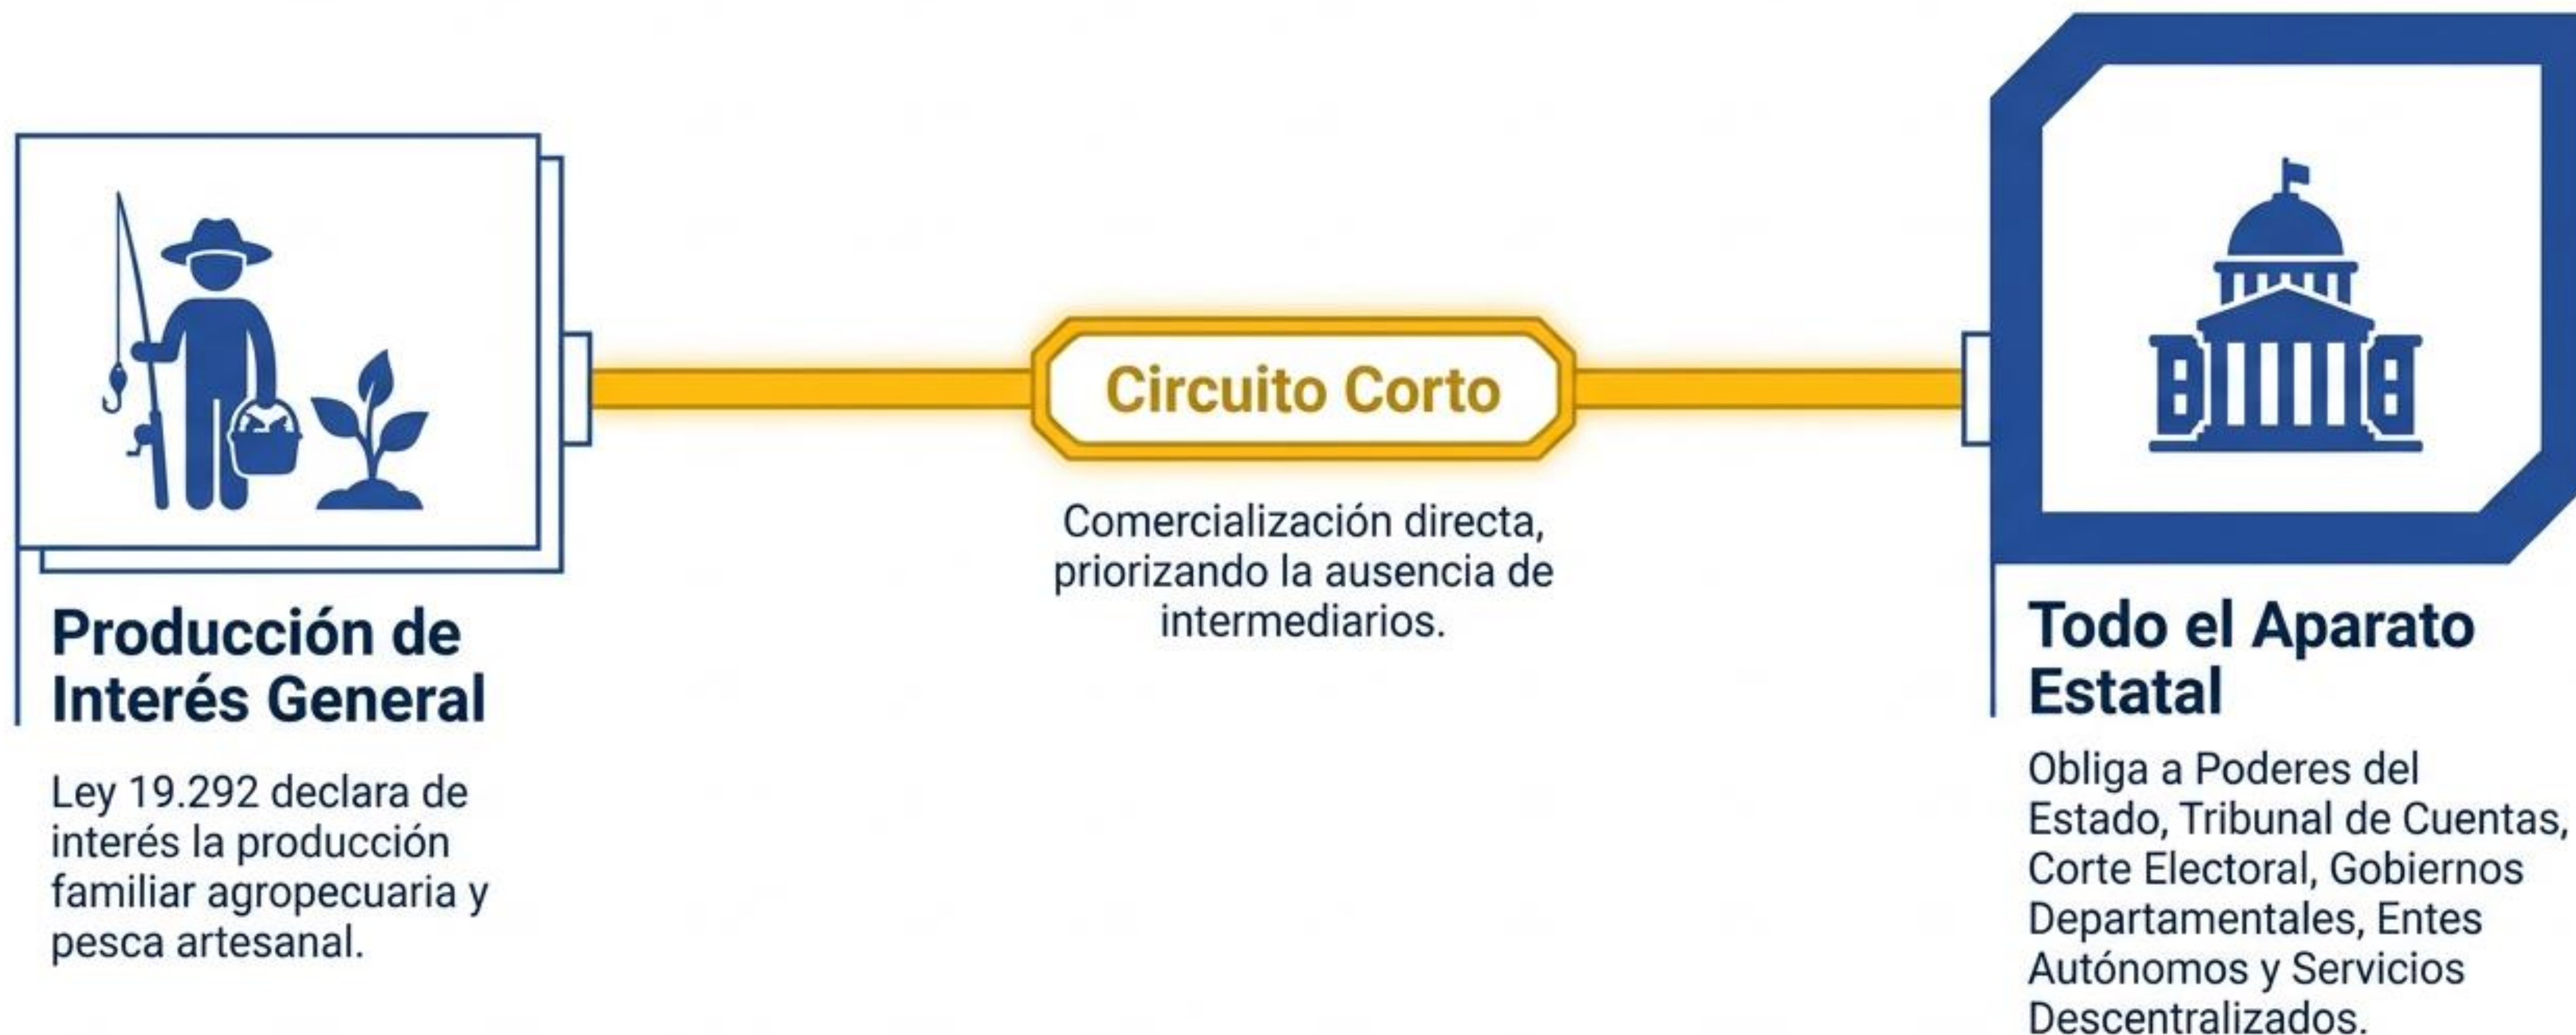 Producción de
Interés General
Ley 19.292 declara de
interés la producción
familiar agropecuaria y
pesca artesanal.
Circuito Corto
Comercialización directa,
priorizando la ausencia de
intermediarios.
Todo el Aparato
Estatal
Obliga a Poderes del
Estado, Tribunal de Cuentas,
Corte Electoral, Gobiernos
Departamentales, Entes
Autónomos y Servicios
Descentralizados.